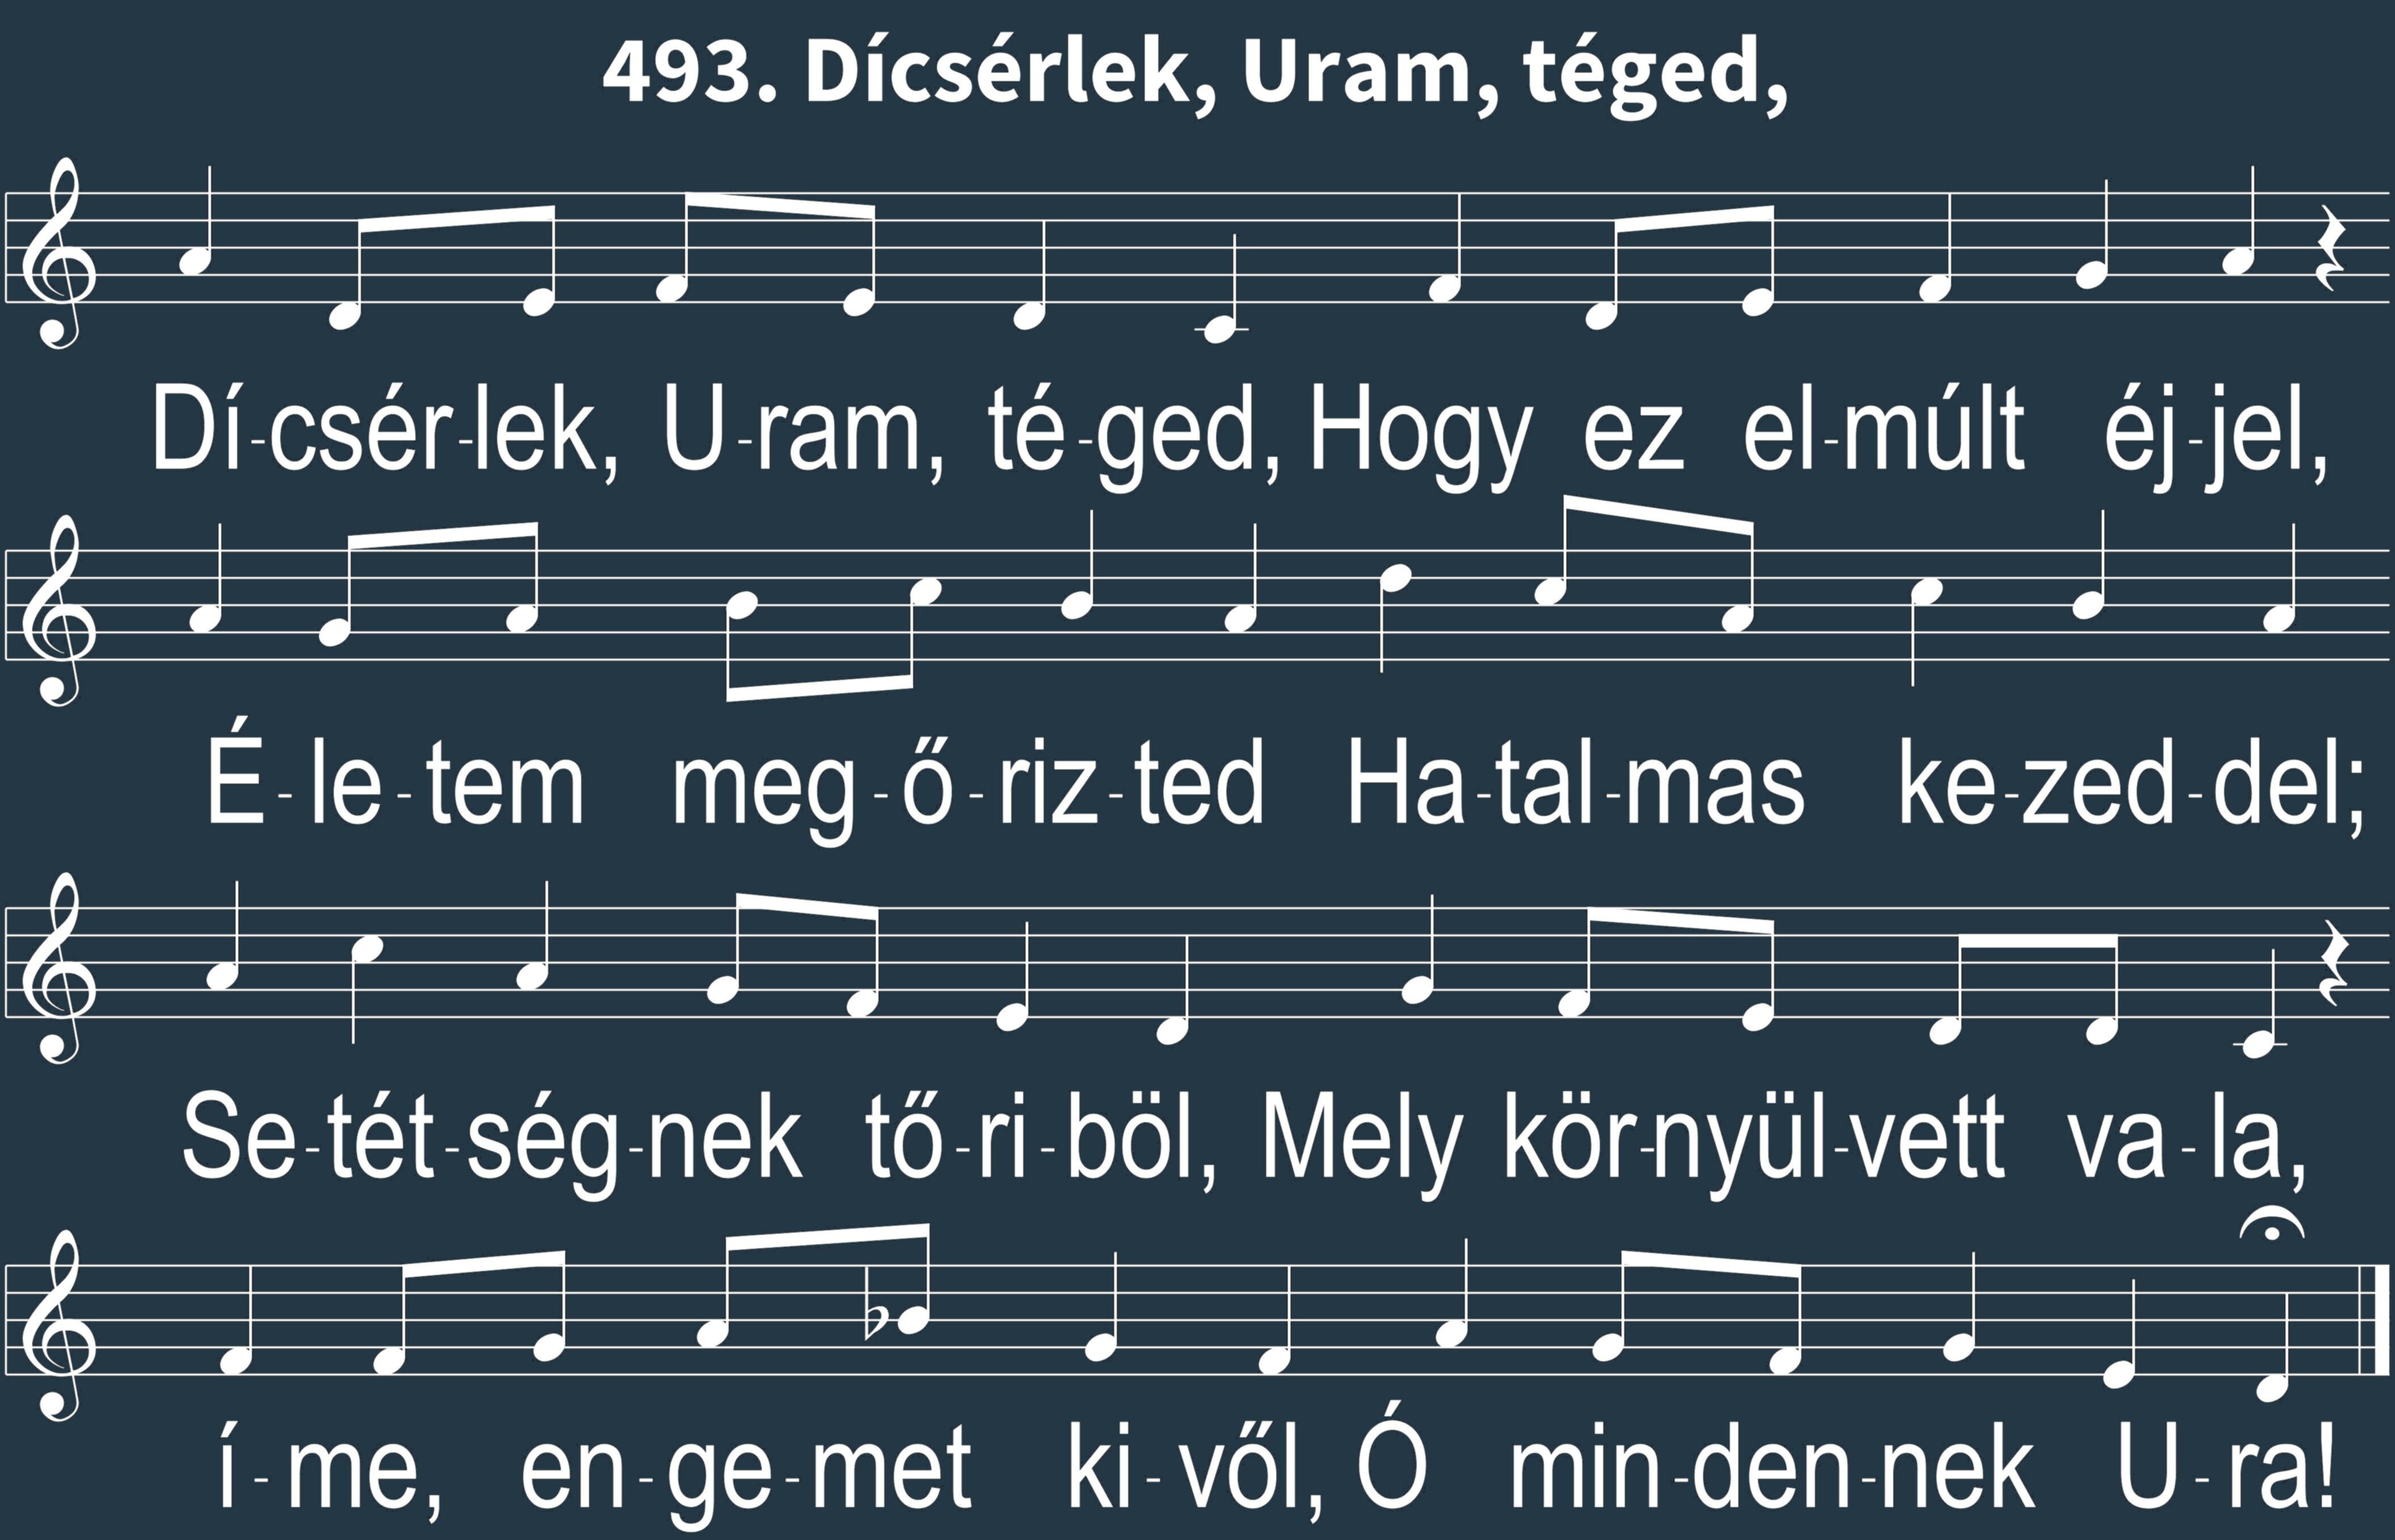 493. Dícsérlek, Uram, téged,
Dí-csér-lek, U-ram, té-ged, Hogy ez el-múlt éj-jel,
É-le-tem meg-ő-riz-ted Ha-tal-mas ke-zed-del;
Se-tét-ség-nek tő-ri-böl, Mely kör-nyül-vett va-la,
í-me, en-ge-met ki-től, Ó min-den-nek U-ra!